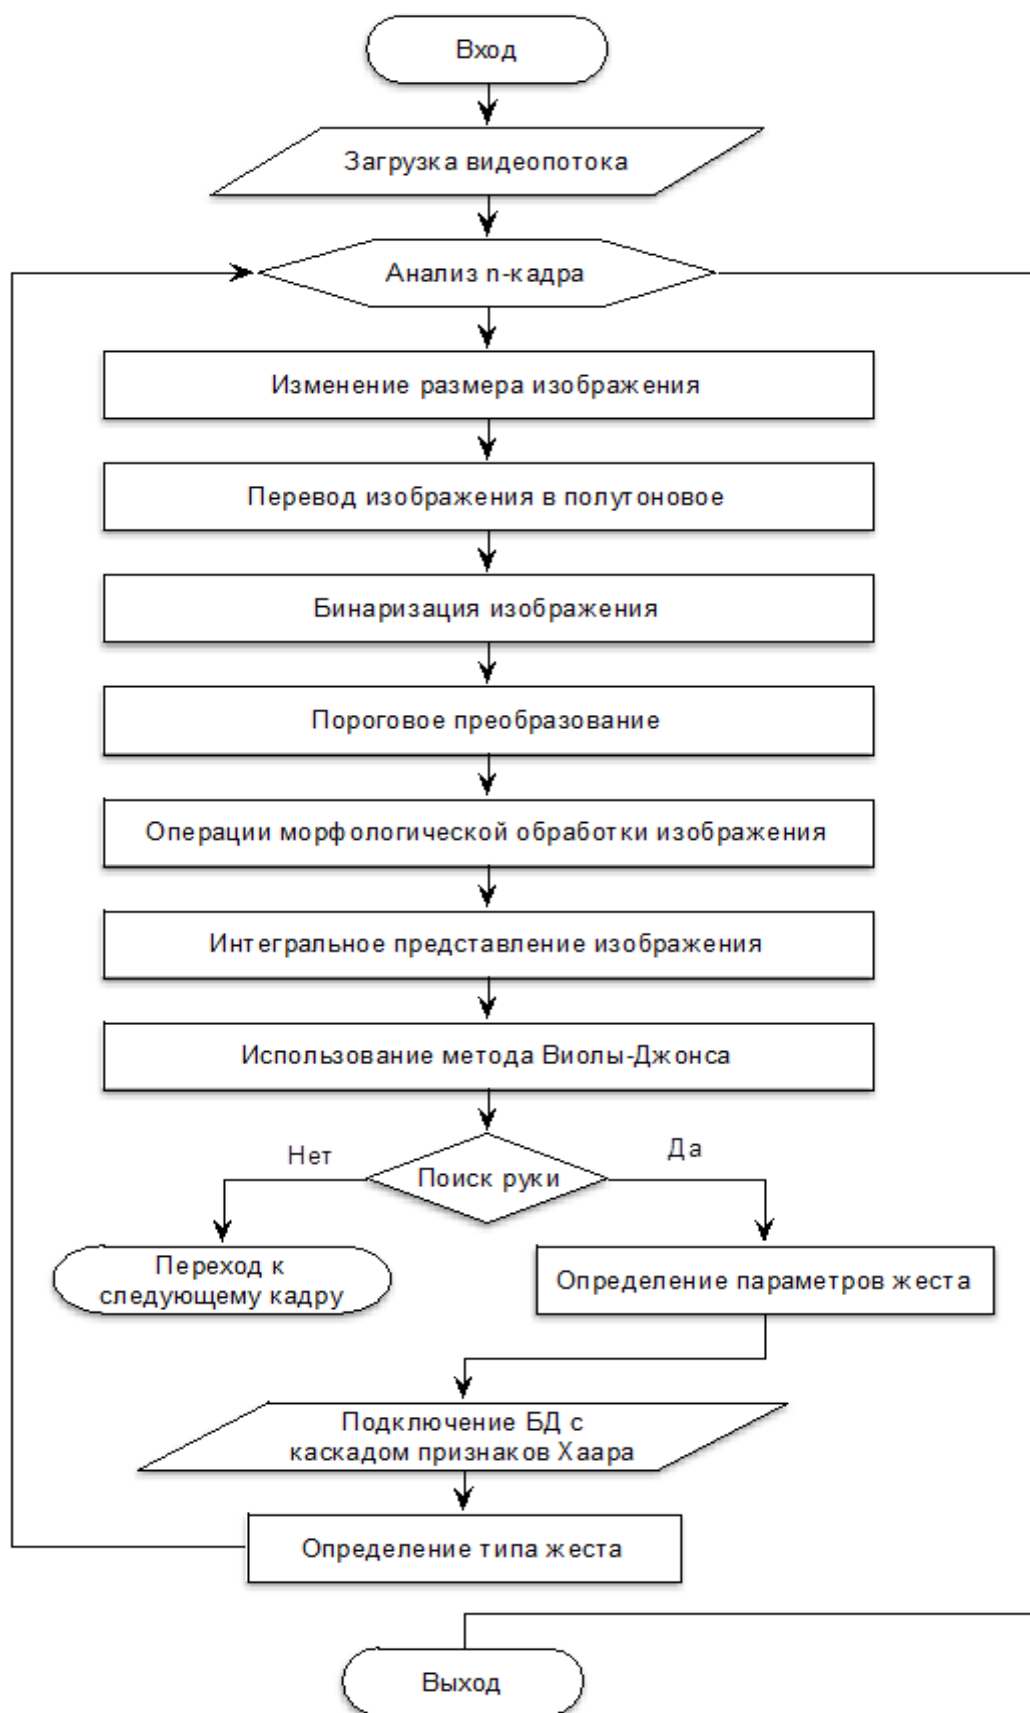 Вход
Загрузка видеопотока
Анализ n-кадра
Изменение размера изображения
Перевод изображения в полутоновое
Бинаризация изображения
Пороговое преобразование
Операции морфологической обработки изображения
Интегральное представление изображения
Использование метода Виолы-Джонса
Нет
Да
Поиск руки
Переход к
следующему кадру
Определение параметров жеста
Подключение БД с
каскадом признаков Хаара
Определение типа жеста
Выход